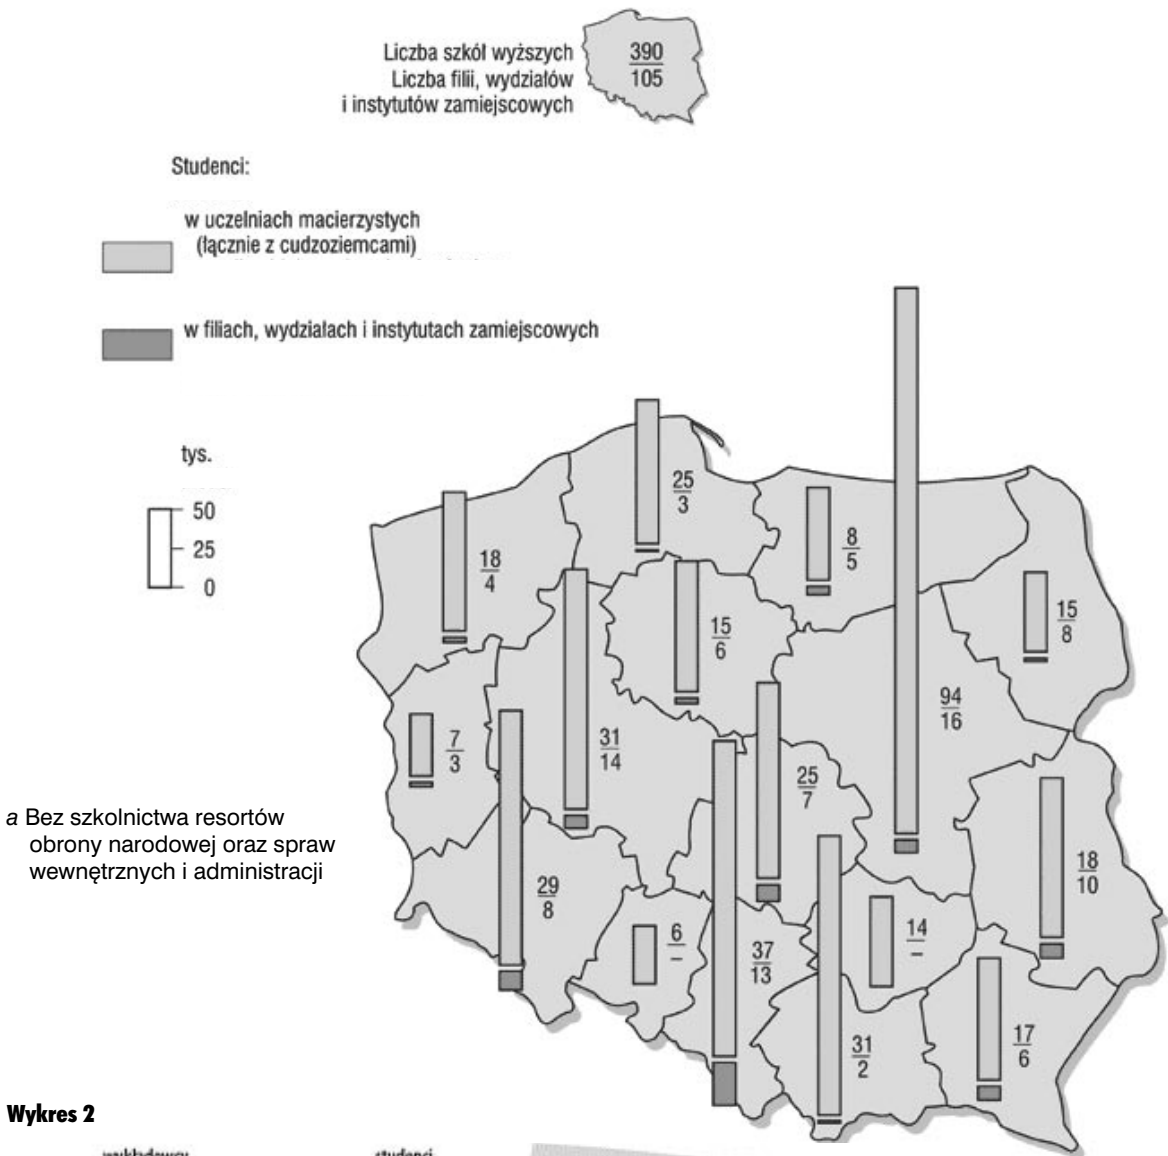 Liczba szkół wyższych
Liczba filii, wydziałów
i instytutów zamiejscowych
390
105
Studenci:
w uczelniach macierzystych
(łącznie z cudzoziemcami)
w filiach, wydziałach i instytutach zamiejscowych
tys.
50
25
0
25
3
8
5
18
4
15
8
15
6
94
16
7
3
31
14
25
7
18
10
29
8
6
–
37
13
14
–
31
2
17
6
a Bez szkolnictwa resortów
obrony narodowej oraz spraw
wewnętrznych i administracji
Wykres 2
wykładowcy
studenci